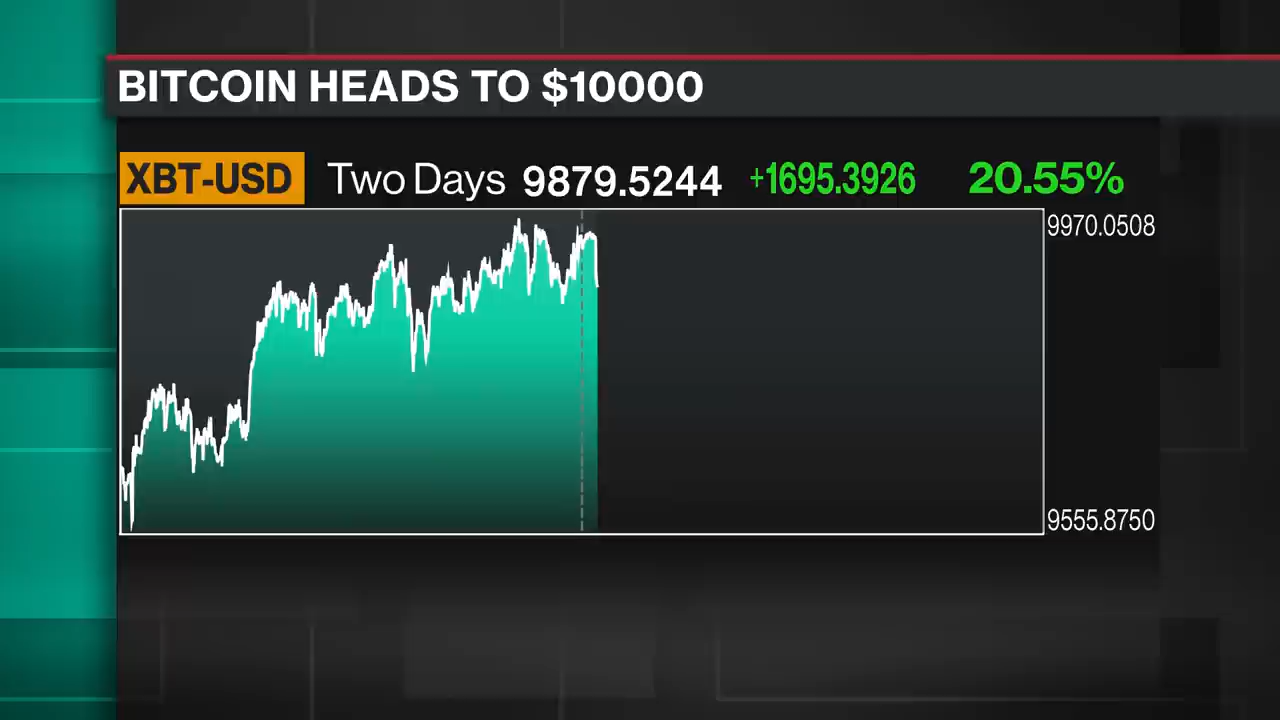 BITCOIN HEADS TO $10000
XBT-USD Two Days 9879.5244 +1695.3926 20.55%
9970.0508
9555.8750